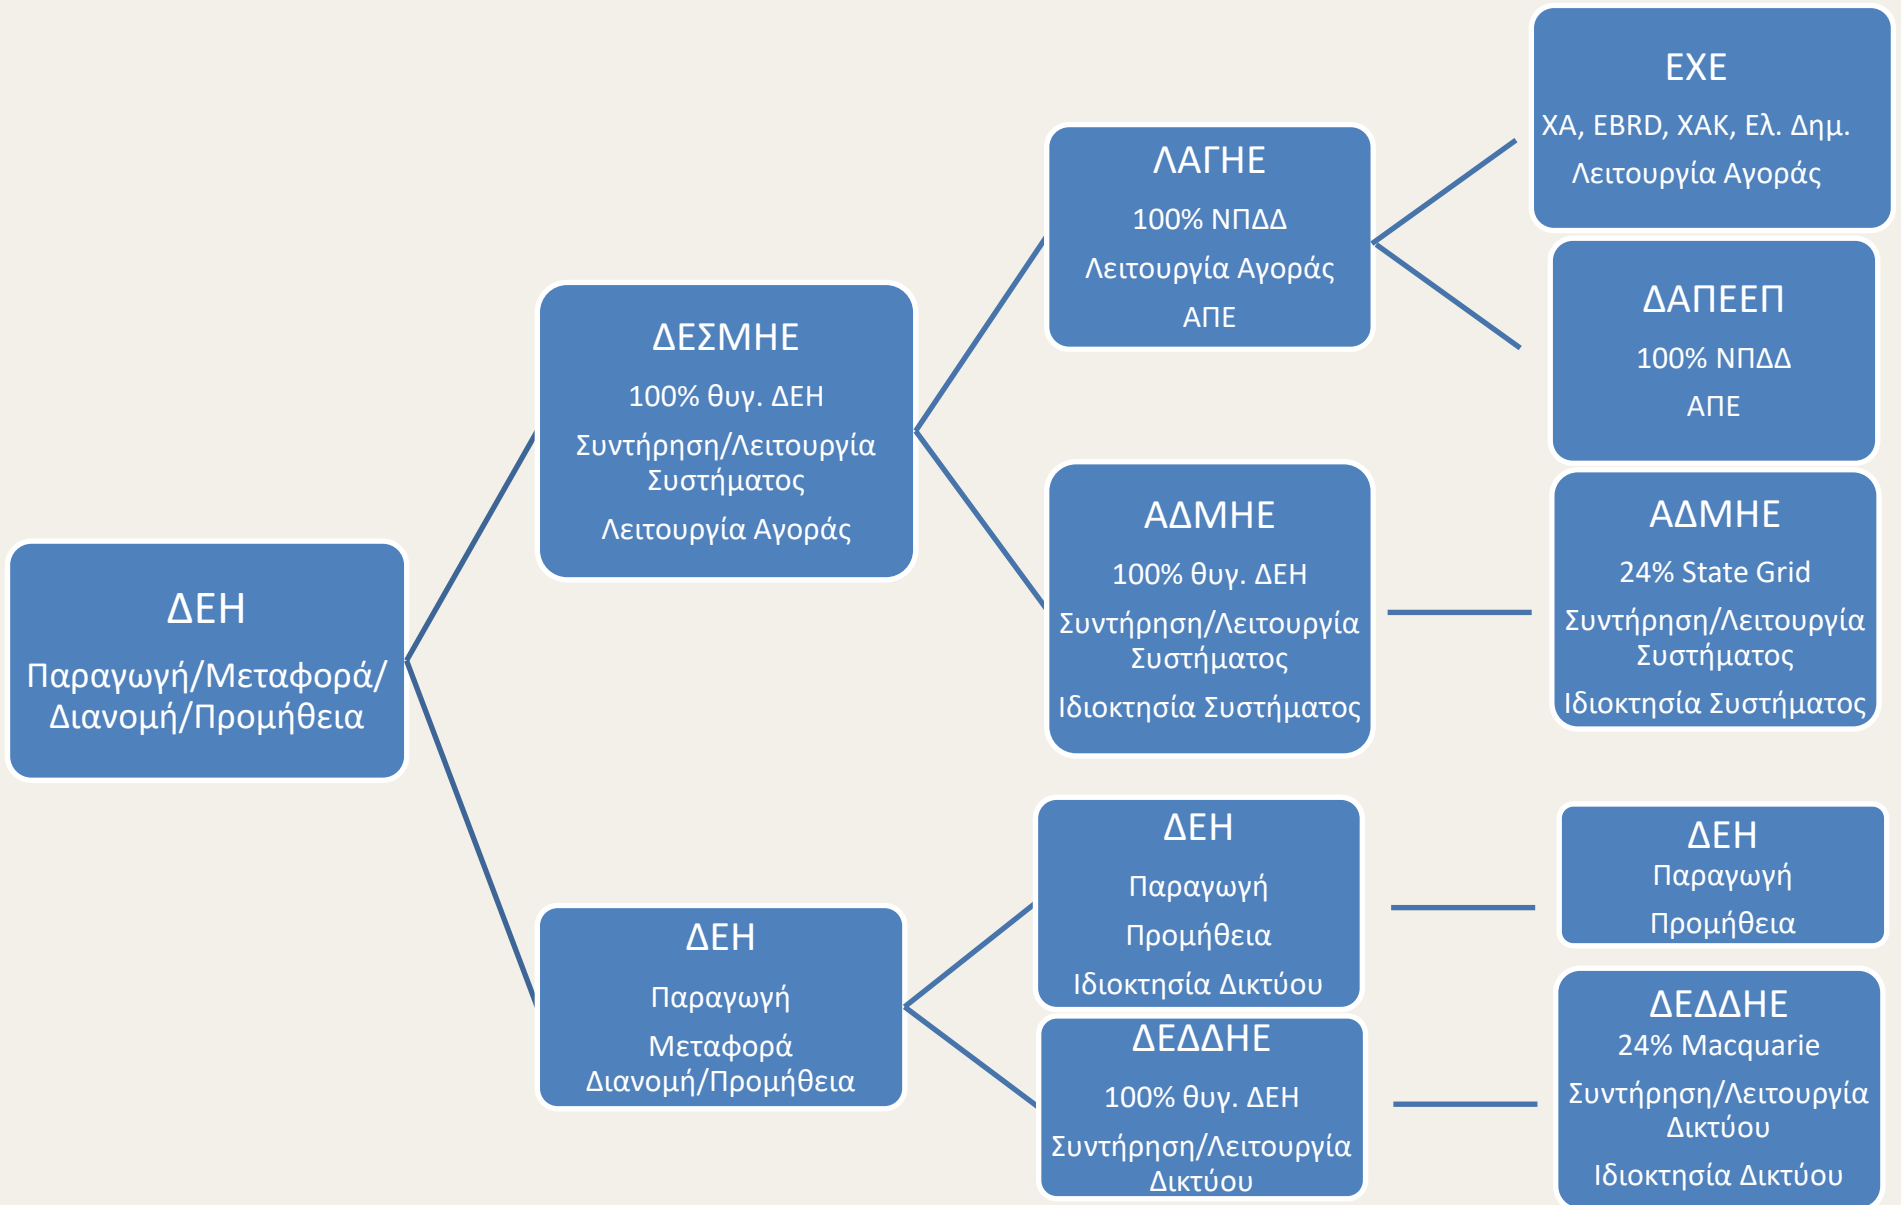 ΔΕΗ
Παραγωγή/Μεταφορά/
Διανομή/Προμήθεια
ΔΕΣΜΗΕ
100% θυγ. ΔΕΗ
Συντήρηση/Λειτουργία
Συστήματος
Λειτουργία Αγοράς
ΔΕΗ
Παραγωγή
Μεταφορά
Διανομή/Προμήθεια
ΛΑΓΗΕ
100% ΝΠΔΔ
Λειτουργία Αγοράς
ΑΠΕ
ΑΔΜΗΕ
100% θυγ. ΔΕΗ
Συντήρηση/Λειτουργία
Συστήματος
Ιδιοκτησία Συστήματος
ΔΕΗ
Παραγωγή
Προμήθεια
Ιδιοκτησία Δικτύου
ΔΕΔΔΗΕ
100% θυγ. ΔΕΗ
Συντήρηση/Λειτουργία
Δικτύου
ΕΧΕ
ΧΑ, EBRD, ΧΑΚ, Ελ. Δημ.
Λειτουργία Αγοράς
ΔΑΠΕΕΠ
100% ΝΠΔΔ
ΑΠΕ
ΑΔΜΗΕ
24% State Grid
Συντήρηση/Λειτουργία
Συστήματος
Ιδιοκτησία Συστήματος
ΔΕΗ
Παραγωγή
Προμήθεια
ΔΕΔΔΗΕ
24% Macquarie
Συντήρηση/Λειτουργία
Δικτύου
Ιδιοκτησία Δικτύου